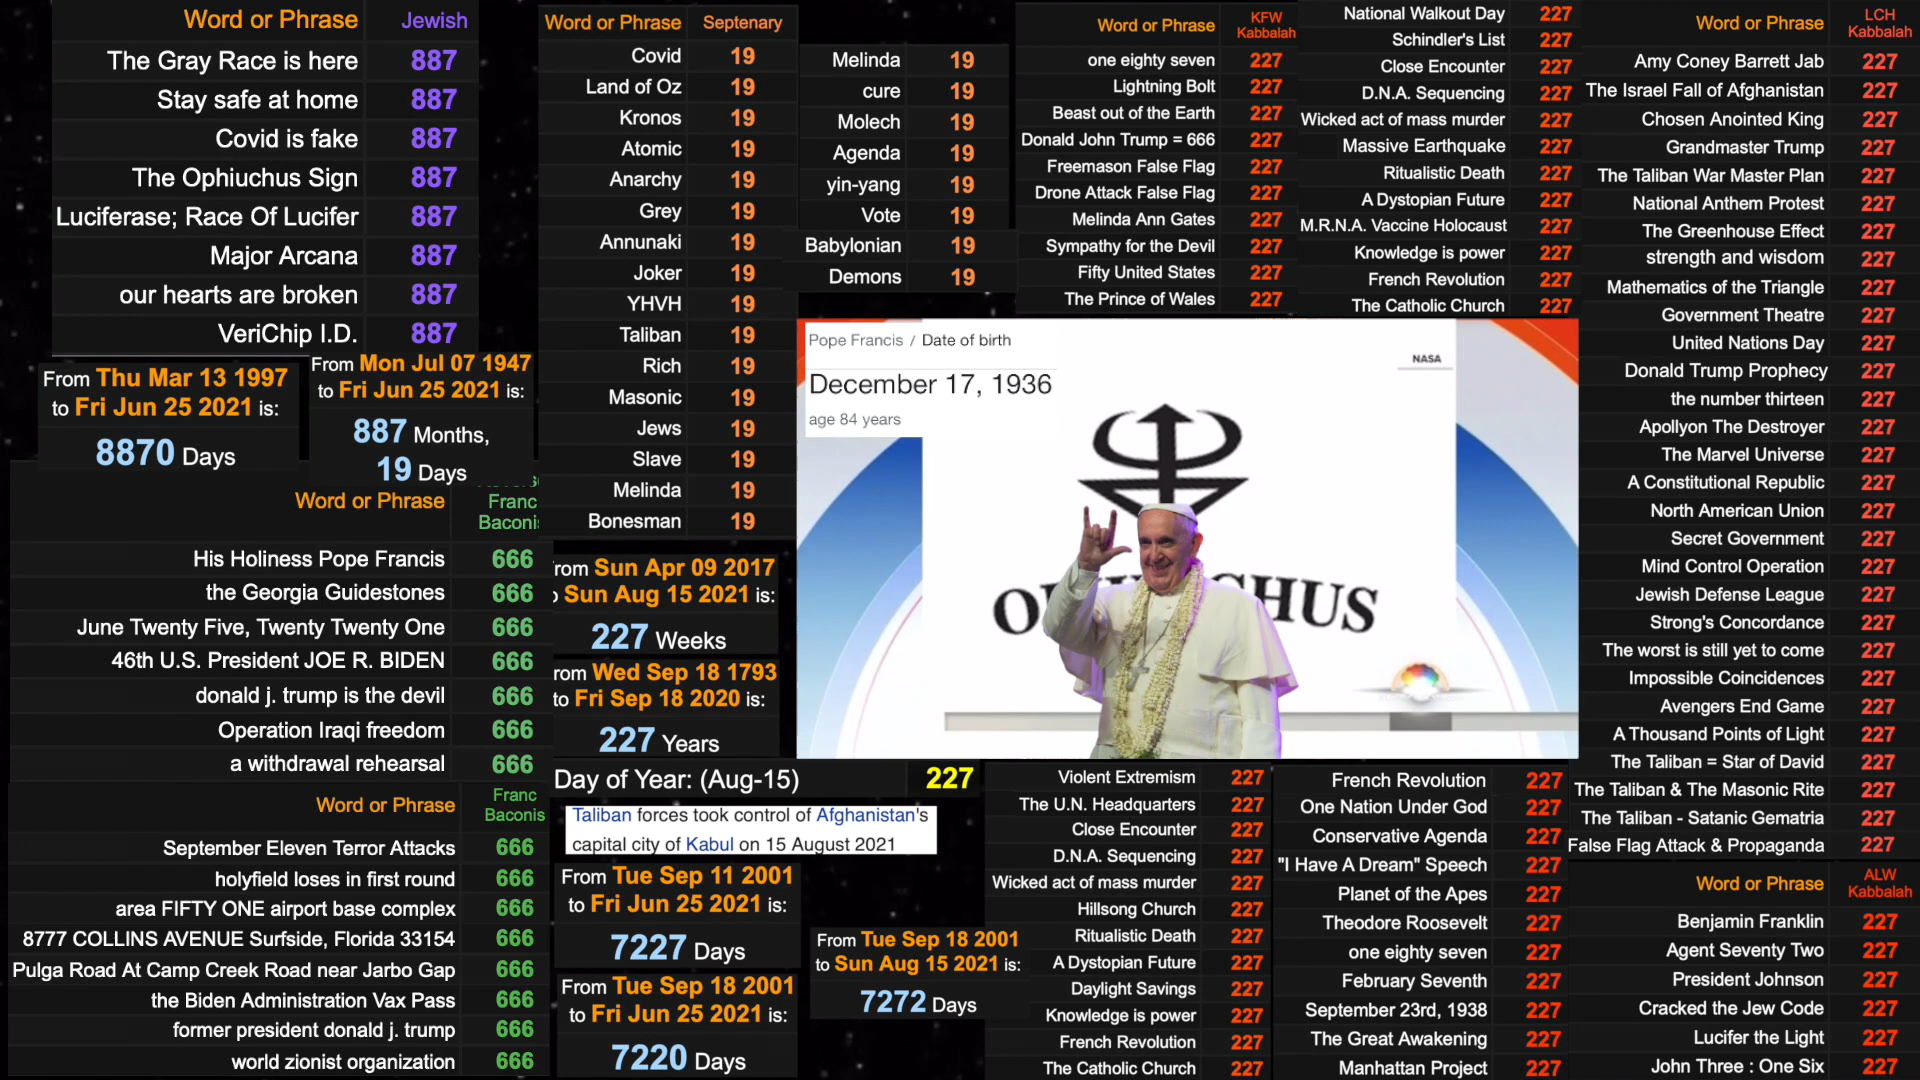 Word or Phrase Jewish
The Gray Race is here 887
Stay safe at home 887
Covid is fake 887
The Ophiuchus Sign 887
Luciferase; Race Of Lucifer 887
Major Arcana 887
our hearts are broken 887
VeriChip I.D. 887
From Thu Mar 13 1997
to Fri Jun 25 2021 is:
8870 Days
From Mon Jul 07 1947
to Fri Jun 25 2021 is:
887 Months,
19 Days
Word or Phrase Franc
Baconis
His Holiness Pope Francis 666
the Georgia Guidestones 666
June Twenty Five, Twenty Twenty One 666
46th U.S. President JOE R. BIDEN 666
donald j. trump is the devil 666
Operation Iraqi freedom 666
a withdrawal rehearsal 666
Word or Phrase Franc
Baconis
September Eleven Terror Attacks 666
holyfield loses in first round 666
area FIFTY ONE airport base complex 666
8777 COLLINS AVENUE Surfside, Florida 33154 666
Pulga Road At Camp Creek Road near Jarbo Gap 666
the Biden Administration Vax Pass 666
former president donald j. trump 666
world zionist organization 666
Word or Phrase Septenary
Covid 19
Land of Oz 19
Kronos 19
Atomic 19
Anarchy 19
Grey 19
Annunaki 19
Joker 19
YHVH 19
Taliban 19
Rich 19
Masonic 19
Jews 19
Slave 19
Melinda 19
Bonesman 19
Melinda 19
cure 19
Molech 19
Agenda 19
yin-yang 19
Vote 19
Babylonian 19
Demons 19
rom Sun Apr 09 2017
Sun Aug 15 2021 is:
227 Weeks
rom Wed Sep 18 1793
to Fri Sep 18 2020 is:
227 Years
Day of Year: (Aug-15) 227
Taliban forces took control of Afghanistan's
capital city of Kabul on 15 August 2021
From Tue Sep 11 2001
to Fri Jun 25 2021 is:
7227 Days
From Tue Sep 18 2001
to Fri Jun 25 2021 is:
7220 Days
From Tue Sep 18 2001
to Sun Aug 15 2021 is:
7272 Days
Word or Phrase KFW
Kabbalah
one eighty seven 227
Lightning Bolt 227
Beast out of the Earth 227
Donald John Trump = 666 227
Freemason False Flag 227
Drone Attack False Flag 227
Melinda Ann Gates 227
Sympathy for the Devil 227
Fifty United States 227
The Prince of Wales 227
National Walkout Day 227
Schindler's List 227
Close Encounter 227
D.N.A. Sequencing 227
Wicked act of mass murder 227
Massive Earthquake 227
Ritualistic Death 227
A Dystopian Future 227
M.R.N.A. Vaccine Holocaust 227
Knowledge is power 227
French Revolution 227
The Catholic Church 227
Pope Francis / Date of birth
December 17, 1936
age 84 years
NASA
O CHUS
Violent Extremism 227
The U.N. Headquarters 227
Close Encounter 227
D.N.A. Sequencing 227
Wicked act of mass murder 227
Hillsong Church 227
Ritualistic Death 227
A Dystopian Future 227
Daylight Savings 227
Knowledge is power 227
French Revolution 227
The Catholic Church 227
French Revolution 227
One Nation Under God 227
Conservative Agenda 227
"I Have A Dream" Speech 227
Planet of the Apes 227
Theodore Roosevelt 227
one eighty seven 227
February Seventh 227
September 23rd, 1938 227
The Great Awakening 227
Manhattan Project 227
Word or Phrase LCH
Kabbalah
Amy Coney Barrett Jab 227
The Israel Fall of Afghanistan 227
Chosen Anointed King 227
Grandmaster Trump 227
The Taliban War Master Plan 227
National Anthem Protest 227
The Greenhouse Effect 227
strength and wisdom 227
Mathematics of the Triangle 227
Government Theatre 227
United Nations Day 227
Donald Trump Prophecy 227
the number thirteen 227
Apollyon The Destroyer 227
The Marvel Universe 227
A Constitutional Republic 227
North American Union 227
Secret Government 227
Mind Control Operation 227
Jewish Defense League 227
Strong's Concordance 227
The worst is still yet to come 227
Impossible Coincidences 227
Avengers End Game 227
A Thousand Points of Light 227
The Taliban = Star of David 227
The Taliban & The Masonic Rite 227
The Taliban - Satanic Gematria 227
False Flag Attack & Propaganda 227
Word or Phrase ALW
Kabbalah
Benjamin Franklin 227
Agent Seventy Two 227
President Johnson 227
Cracked the Jew Code 227
Lucifer the Light 227
John Three : One Six 227